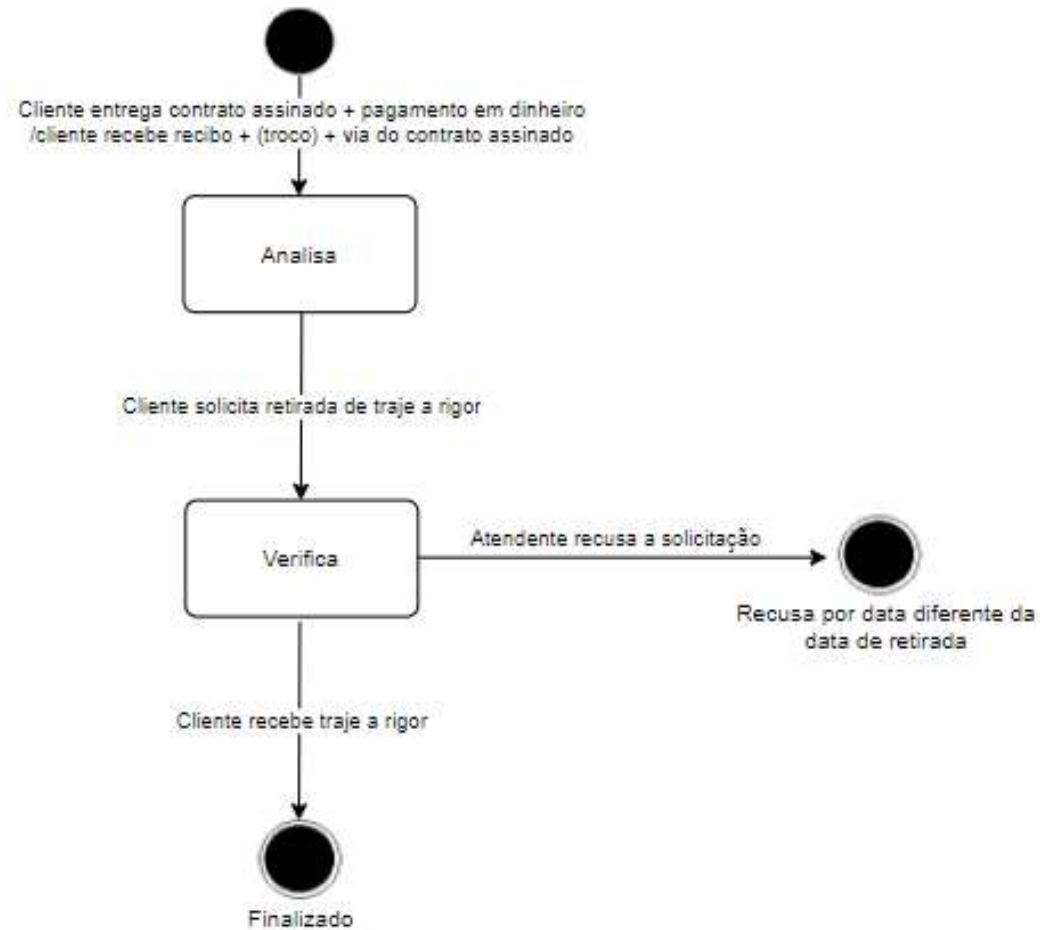 Cliente entrega contrato assinado + pagamento em dinheiro
/cliente recebe recibo + (troco) + via do contrato assinado
Analisa
Cliente solicita retirada de traje a rigor
Verifica
Atendente recusa a solicitação
Recusa por data diferente da
data de retirada
Cliente recebe traje a rigor
Finalizado